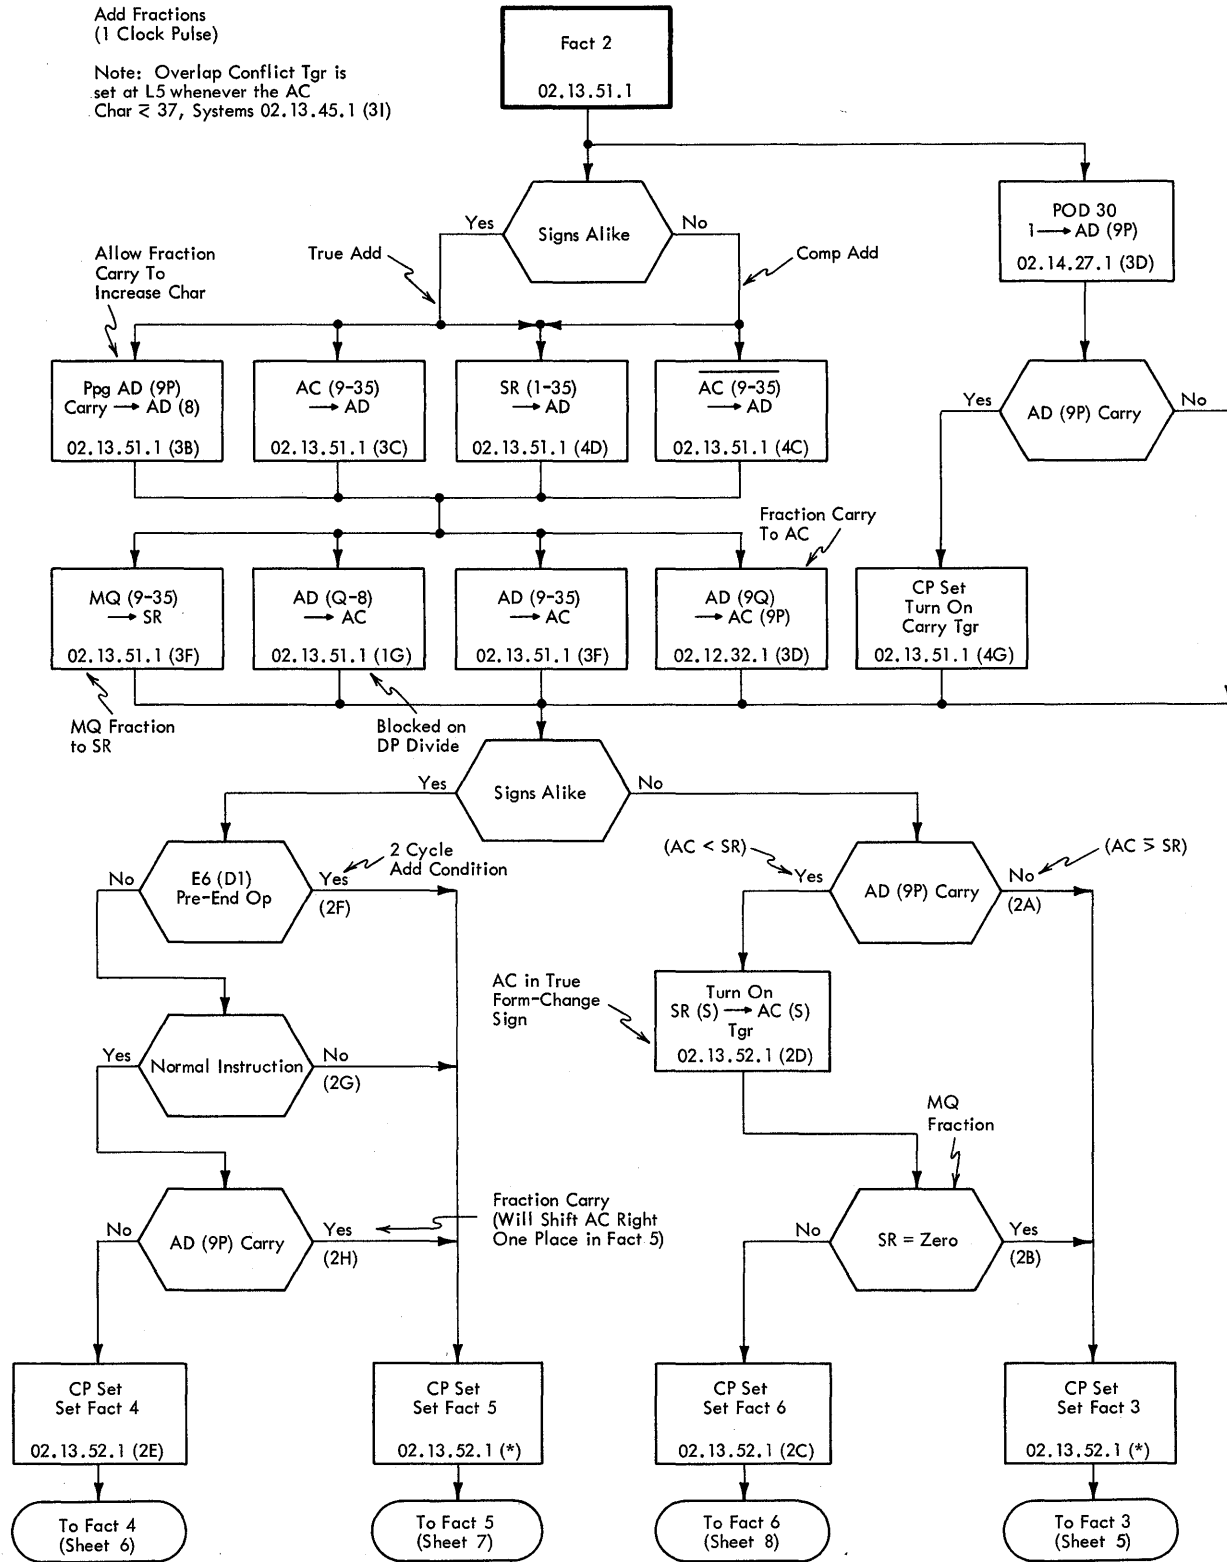 Add Fractions
(1 Clock Pulse)
Note: Overlap Conflict Tgr is
set at L5 whenever the AC
Char ⋜ 37, Systems 02.13.45.1 (3I)
Fact 2
02.13.51.1
Signs Alike
Yes
No
POD 30
1 → AD (9P)
02.14.27.1 (3D)
Allow Fraction
Carry To
Increase Char
True Add
Comp Add
Ppg AD (9P)
Carry → AD (8)
02.13.51.1 (3B)
AC (9-35)
→ AD
02.13.51.1 (3C)
SR (1-35)
→ AD
02.13.51.1 (4D)
A̅C̅ ̅(̅9̅-̅3̅5̅)̅
→ AD
02.13.51.1 (4C)
Yes
AD (9P) Carry
No
Fraction Carry
To AC
MQ (9-35)
→ SR
02.13.51.1 (3F)
AD (Q-8)
→ AC
02.13.51.1 (1G)
AD (9-35)
→ AC
02.13.51.1 (3F)
AD (9Q)
→ AC (9P)
02.12.32.1 (3D)
CP Set
Turn On
Carry Tgr
02.13.51.1 (4G)
MQ Fraction
to SR
Blocked on
DP Divide
Yes
Signs Alike
No
No
E6 (D1)
Pre-End Op
Yes
(2F)
2 Cycle
Add Condition
(AC < SR)
Yes
AD (9P) Carry
No
(2A)
(AC ⋝ SR)
AC in True
Form-Change
Sign
Turn On
SR (S) → AC (S)
Tgr
02.13.52.1 (2D)
Yes
Normal Instruction
No
(2G)
MQ
Fraction
No
AD (9P) Carry
Yes
(2H)
Fraction Carry
(Will Shift AC Right
One Place in Fact 5)
No
SR = Zero
Yes
(2B)
CP Set
Set Fact 4
02.13.52.1 (2E)
CP Set
Set Fact 5
02.13.52.1 (*)
CP Set
Set Fact 6
02.13.52.1 (2C)
CP Set
Set Fact 3
02.13.52.1 (*)
To Fact 4
(Sheet 6)
To Fact 5
(Sheet 7)
To Fact 6
(Sheet 8)
To Fact 3
(Sheet 5)